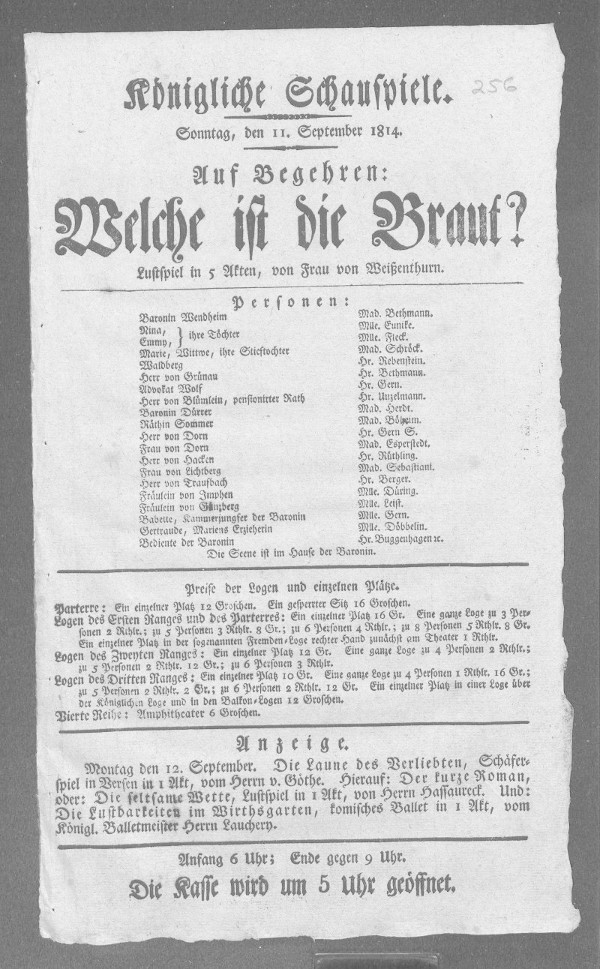 256
Königliche Schauspiele.
Sonntag, den 11. September 1814.
Auf Begehren:
Welche ist die Braut?
Lustspiel in 5 Akten, von Frau von Weißenthurn.
Personen:
Baronin Wendheim Mad. Bethmann.
Nina, Mlle. Eunike.
Emmy, } ihre Töchter Mlle. Fleck.
Marie, Wittwe, ihre Stieftochter Mad. Schröck.
Waldberg Hr. Rebenstein.
Herr von Grünau Hr. Bethmann.
Advokat Wolf Hr. Gern.
Herr von Blümlein, pensionirter Rath Hr. Unzelmann.
Baronin Dürrer Mad. Herdt.
Räthin Sommer Mad. Böheim.
Herr von Dorn Hr. Gern S.
Frau von Dorn Mad. Esperstedt.
Herr von Hacken Hr. Rüthling.
Frau von Lichtberg Mad. Sebastiani.
Herr von Traufbach Hr. Berger.
Fräulein von Imphen Mlle. Düring.
Fräulein von Günzberg Mlle. Leist.
Babette, Kammerjungfer der Baronin Mlle. Gern.
Gertraude, Mariens Erzieherin Mlle. Döbbelin.
Bediente der Baronin Hr. Buggenhagen ꝛc.
Die Scene ist im Hause der Baronin.
Preise der Logen und einzelnen Plätze.
Parterre: Ein einzelner Platz 12 Groschen. Ein gesperrter Sitz 16 Groschen.
Logen des Ersten Ranges und des Parterres: Ein einzelner Platz 16 Gr. Eine ganze Loge zu 3 Per-
sonen 2 Rthlr.; zu 5 Personen 3 Rthlr. 8 Gr.; zu 6 Personen 4 Rthlr.; zu 8 Personen 5 Rthlr. 8 Gr.
Ein einzelner Platz in der sogenannten Fremden-Loge rechter Hand zunächst am Theater 1 Rthlr.
Logen des Zweyten Ranges: Ein einzelner Platz 12 Gr. Eine ganze Loge zu 4 Personen 2 Rthlr.;
zu 5 Personen 2 Rthlr. 12 Gr.; zu 6 Personen 3 Rthlr.
Logen des Dritten Ranges: Ein einzelner Platz 10 Gr. Eine ganze Loge zu 4 Personen 1 Rthlr. 16 Gr.;
zu 5 Personen 2 Rthlr. 2 Gr.; zu 6 Personen 2 Rthlr. 12 Gr. Ein einzelner Platz in einer Loge über
der Königlichen Loge und in den Balkon-Logen 12 Groschen.
Vierte Reihe: Amphitheater 6 Groschen.
Anzeige.
Montag den 12. September. Die Laune des Verliebten, Schäfer-
spiel in Versen in 1 Akt, vom Herrn v. Göthe. Hierauf: Der kurze Roman,
oder: Die seltsame Wette, Lustspiel in 1 Akt, von Herrn Hassaureck. Und:
Die Lustbarkeiten im Wirthsgarten, komisches Ballet in 1 Akt, vom
Königl. Balletmeister Herrn Lauchery.
Anfang 6 Uhr; Ende gegen 9 Uhr.
Die Kasse wird um 5 Uhr geöffnet.